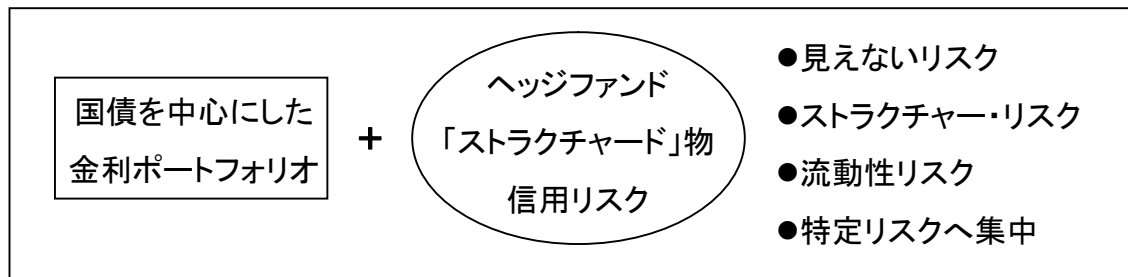 国債を中心にした
金利ポートフォリオ
+
ヘッジファンド
「ストラクチャード」物
信用リスク
●見えないリスク
●ストラクチャー・リスク
●流動性リスク
●特定リスクへ集中